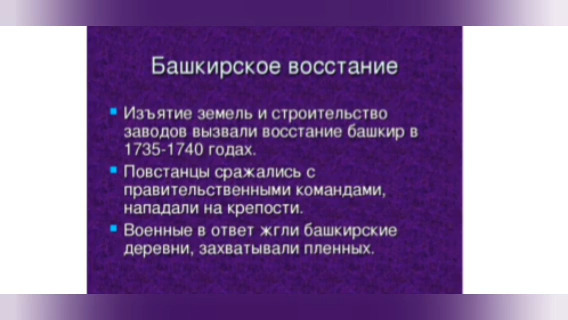 Башкирское восстание
Изъятие земель и строительство
заводов вызвали восстание башкир в
1735-1740 годах.
Повстанцы сражались с
правительственными командами,
нападали на крепости.
Военные в ответ жгли башкирские
деревни, захватывали пленных.